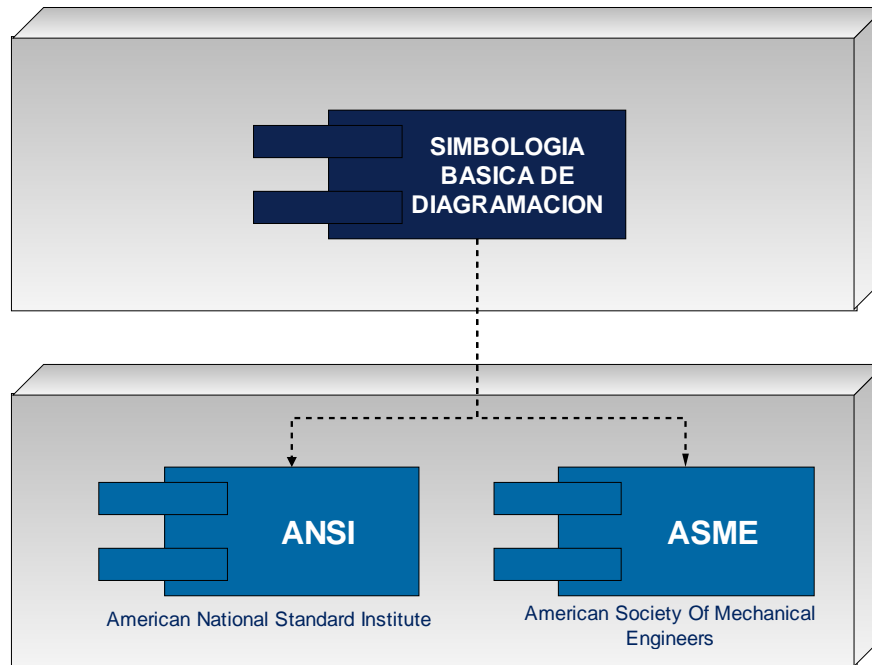 SIMBOLOGIA
BASICA DE
DIAGRAMACION
ANSI
ASME
American National Standard Institute
American Society Of Mechanical
Engineers